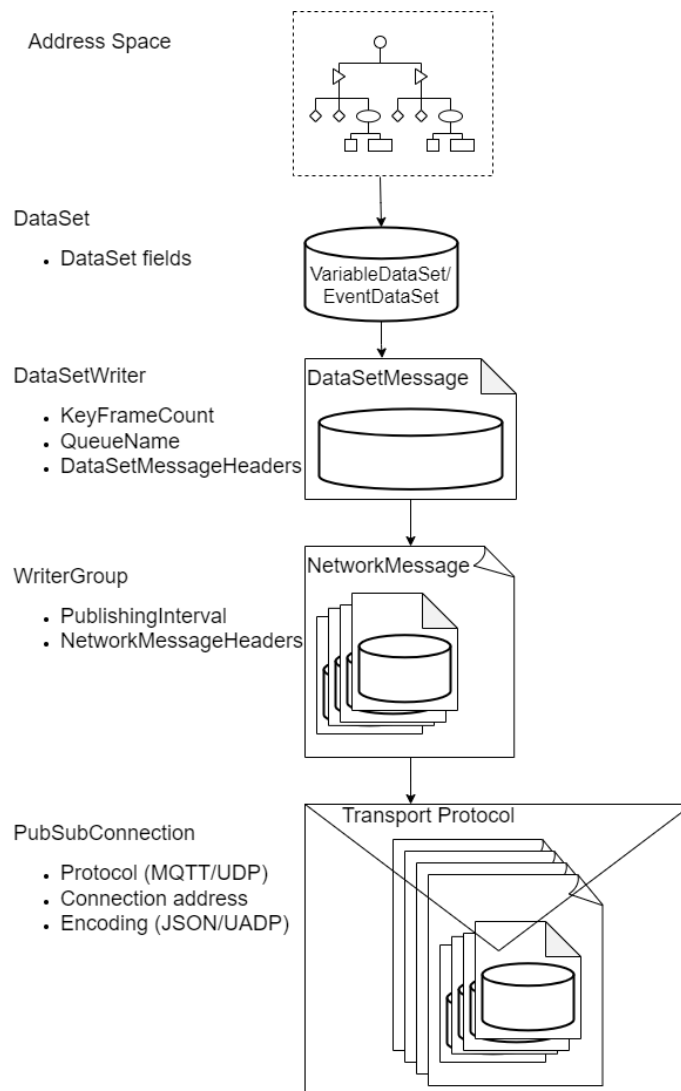 Address Space
DataSet
• DataSet fields
VariableDataSet/
EventDataSet
DataSetWriter
• KeyFrameCount
• QueueName
• DataSetMessageHeaders
DataSetMessage
WriterGroup
• PublishingInterval
• NetworkMessageHeaders
NetworkMessage
PubSubConnection
• Protocol (MQTT/UDP)
• Connection address
• Encoding (JSON/UADP)
Transport Protocol